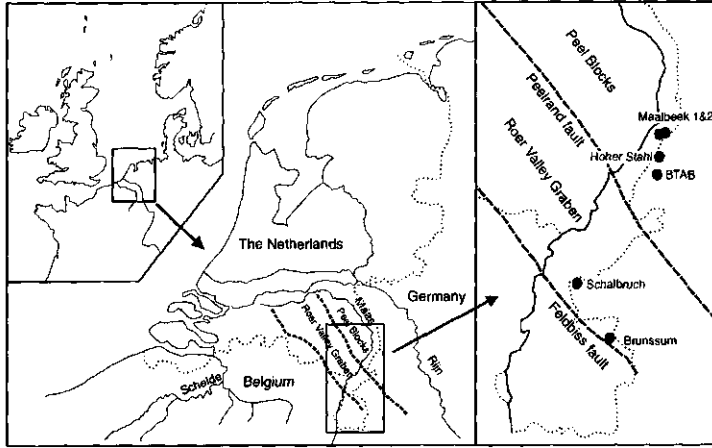 The Netherlands
Germany
Maas
Peel Blocks
Roer Valley Graben
Rijn
Belgium
Schelde
Peel Blocks
Peelrand fault
Maalbeek 1&2
Roer Valley Graben
Hoher Stahl
BTAB
Schalbruch
Feldbiss fault
Brunssum